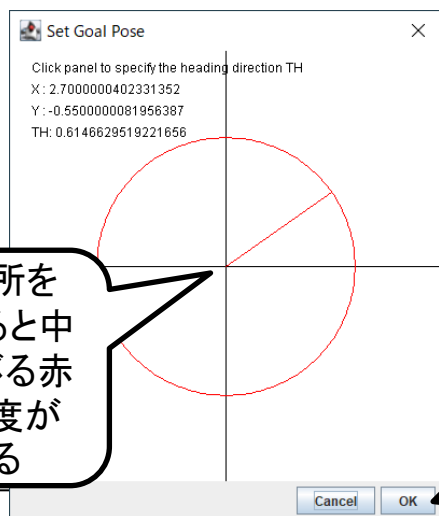 Set Goal Pose
Click panel to specify the heading direction TH
X : 2.7000000402331352
Y : -0.5500000081956387
TH: 0.6146629519221656
所を
ると中
がる赤
度が
る
Cancel
OK